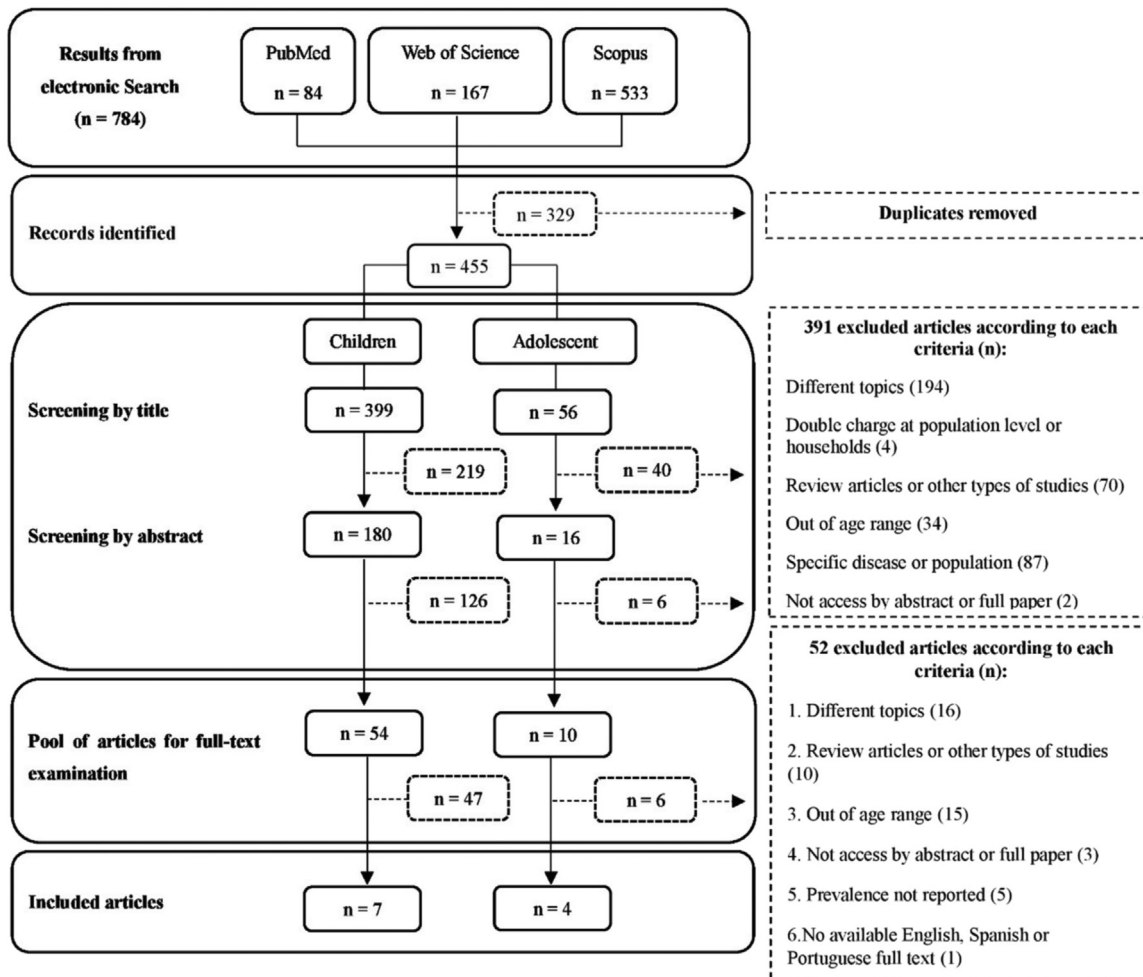 Results from
electronic Search
(n = 784)
PubMed
n = 84
Web of Science
n = 167
Scopus
n = 533
Records identified
n = 329
Duplicates removed
n = 455
Children
Adolescent
Screening by title
n = 399
n = 56
n = 219
n = 40
Screening by abstract
n = 180
n = 16
n = 126
n = 6
391 excluded articles according to each
criteria (n):
Different topics (194)
Double charge at population level or
households (4)
Review articles or other types of studies (70)
Out of age range (34)
Specific disease or population (87)
Not access by abstract or full paper (2)
Pool of articles for full-text
examination
n = 54
n = 10
n = 47
n = 6
52 excluded articles according to each
criteria (n):
1. Different topics (16)
2. Review articles or other types of studies
(10)
3. Out of age range (15)
4. Not access by abstract or full paper (3)
5. Prevalence not reported (5)
6.No available English, Spanish or
Portuguese full text (1)
Included articles
n = 7
n = 4